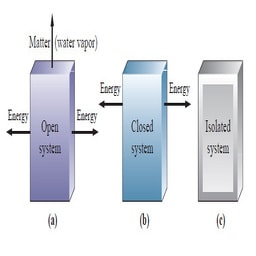 Matter (water vapor)
Energy Energy Energy Energy
Open system
Closed system
Isolated system
(a) (b) (c)